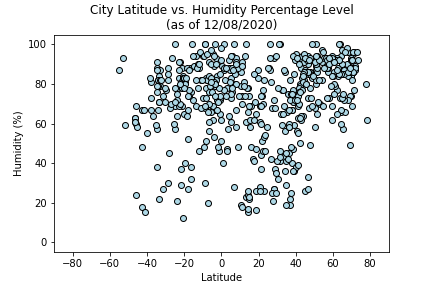 City Latitude vs. Humidity Percentage Level
(as of 12/08/2020)
Humidity (%)
100
80
60
40
20
0
−80 −60 −40 −20 0 20 40 60 80
Latitude